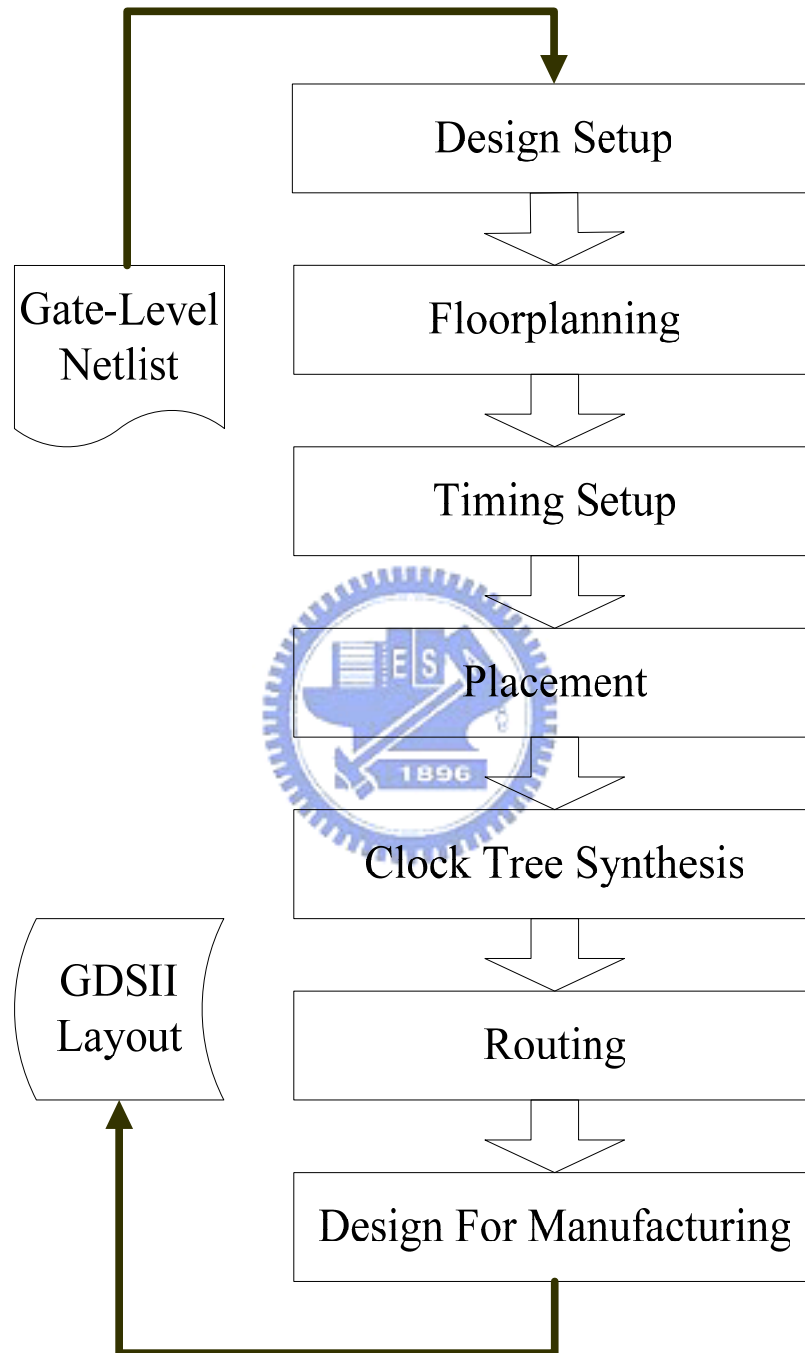 Design Setup
Gate-Level
Netlist
Floorplanning
Timing Setup
E S A
Placement
1896
Clock Tree Synthesis
GDSII
Layout
Routing
Design For Manufacturing